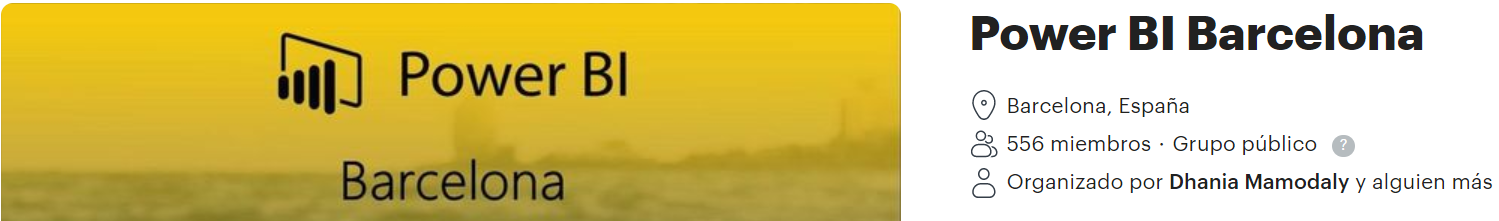 Power BI
Barcelona
Power BI Barcelona
Barcelona, España
556 miembros · Grupo público ?
Organizado por Dhania Mamodaly y alguien más